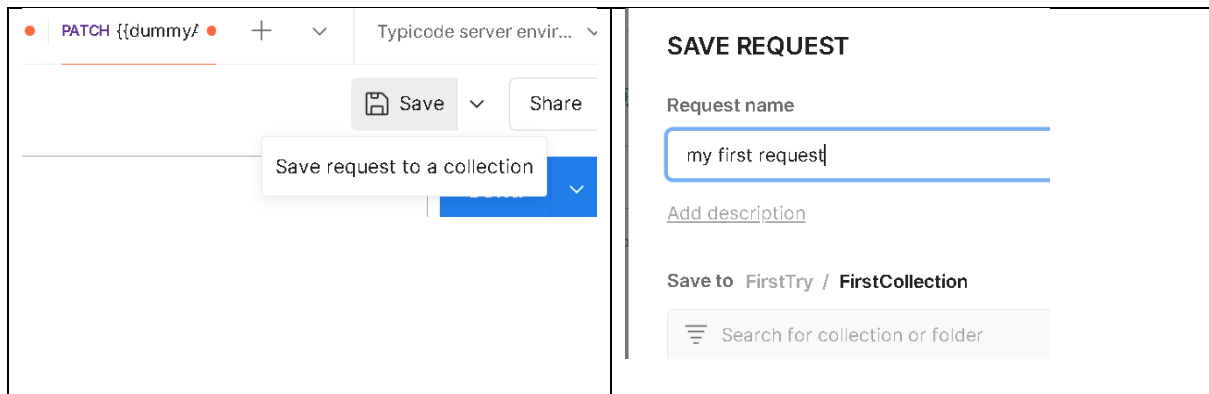 PATCH {{dummy/
Typicode server envir...
Save
Share
Save request to a collection
SAVE REQUEST
Request name
my first request
Add description
Save to FirstTry / FirstCollection
Search for collection or folder